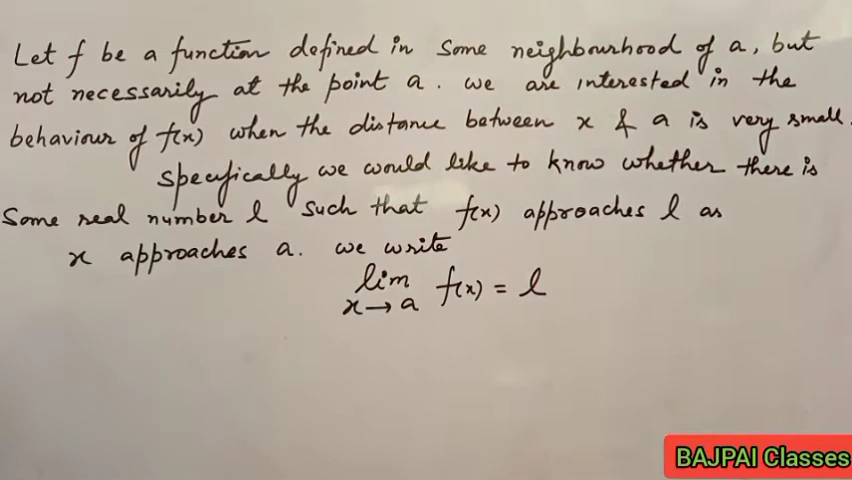 Let f be a function defined in some neighbourhood of a, but
not necessarily at the point a. we are interested in the
behaviour of f(x) when the distance between x & a is very small.
Specifically we would like to know whether there is
Some real number l such that f(x) approaches l as
x approaches a. we write
lim f(x) = l
x→a
BAJPAI Classes